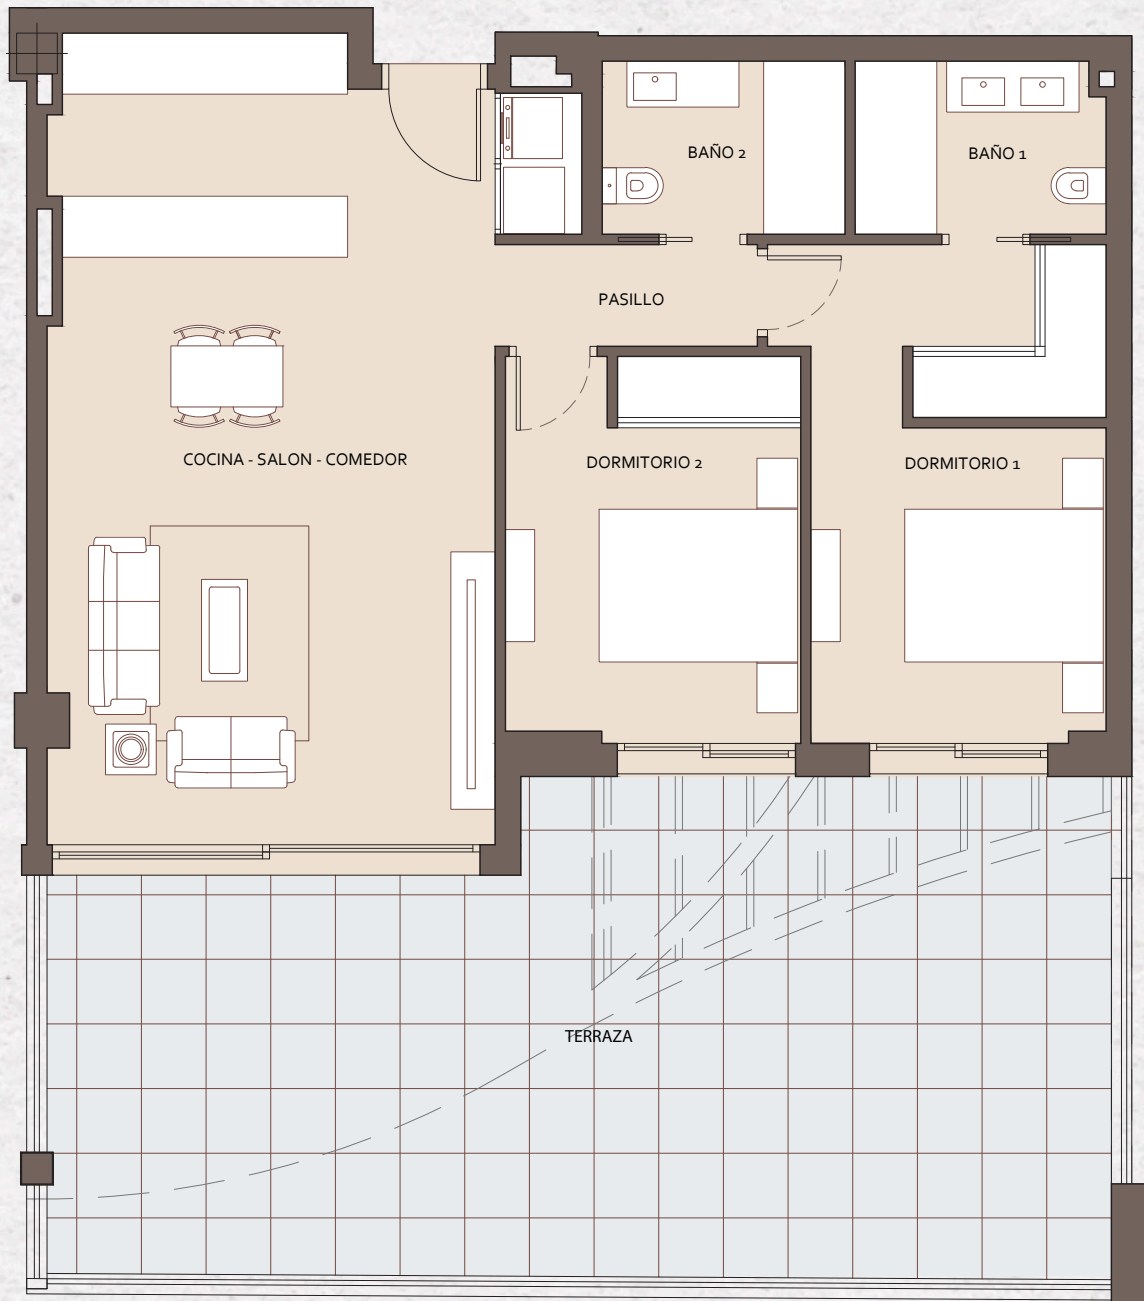 BAÑO 2
BAÑO 1
PASILLO
COCINA - SALON - COMEDOR
DORMITORIO 2
DORMITORIO 1
TERRAZA